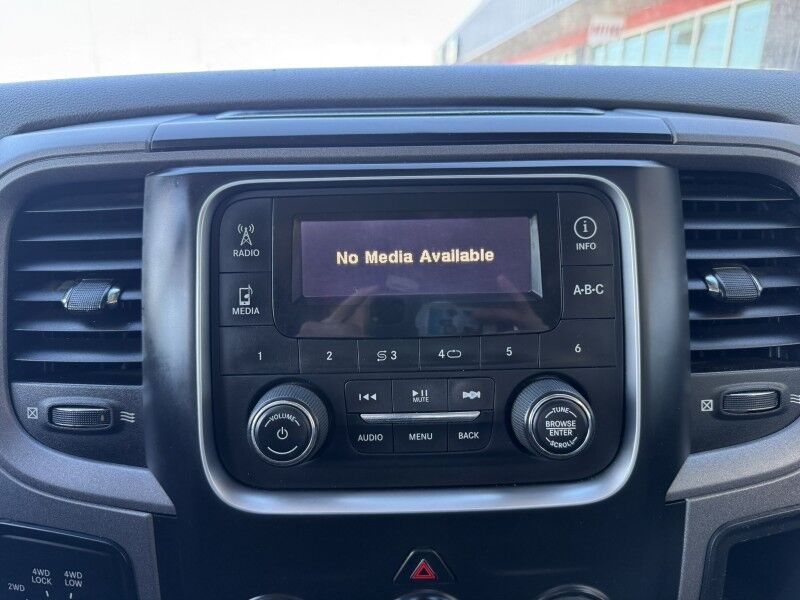 No Media Available
RADIO
MEDIA
i
INFO
A•B•C
1
2
3
4
5
6
VOLUME
MUTE
AUDIO
MENU
BACK
TUNE
BROWSE
ENTER
SCROLL
2WD
4WD
LOCK
4WD
LOW